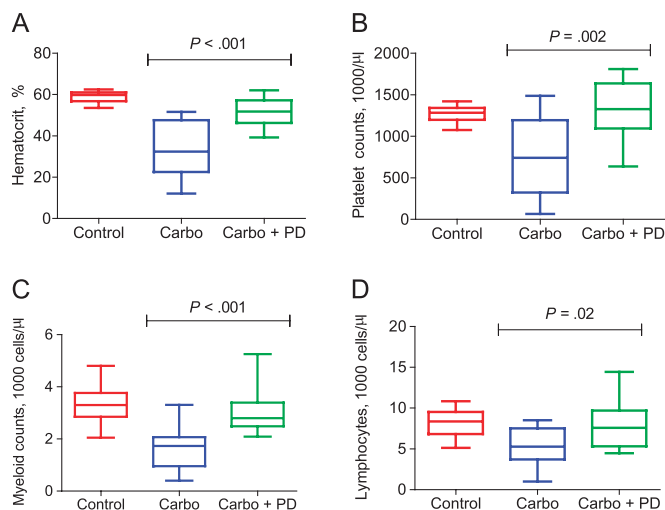 A
P < .001
Hematocrit, %
80
60
40
20
0
Control
Carbo
Carbo + PD
B
P = .002
Platelet counts, 1000/µl
2000
1500
1000
500
0
Control
Carbo
Carbo + PD
C
P < .001
Myeloid counts, 1000 cells/µl
6
4
2
0
Control
Carbo
Carbo + PD
D
P = .02
Lymphocytes, 1000 cells/µl
20
15
10
5
0
Control
Carbo
Carbo + PD